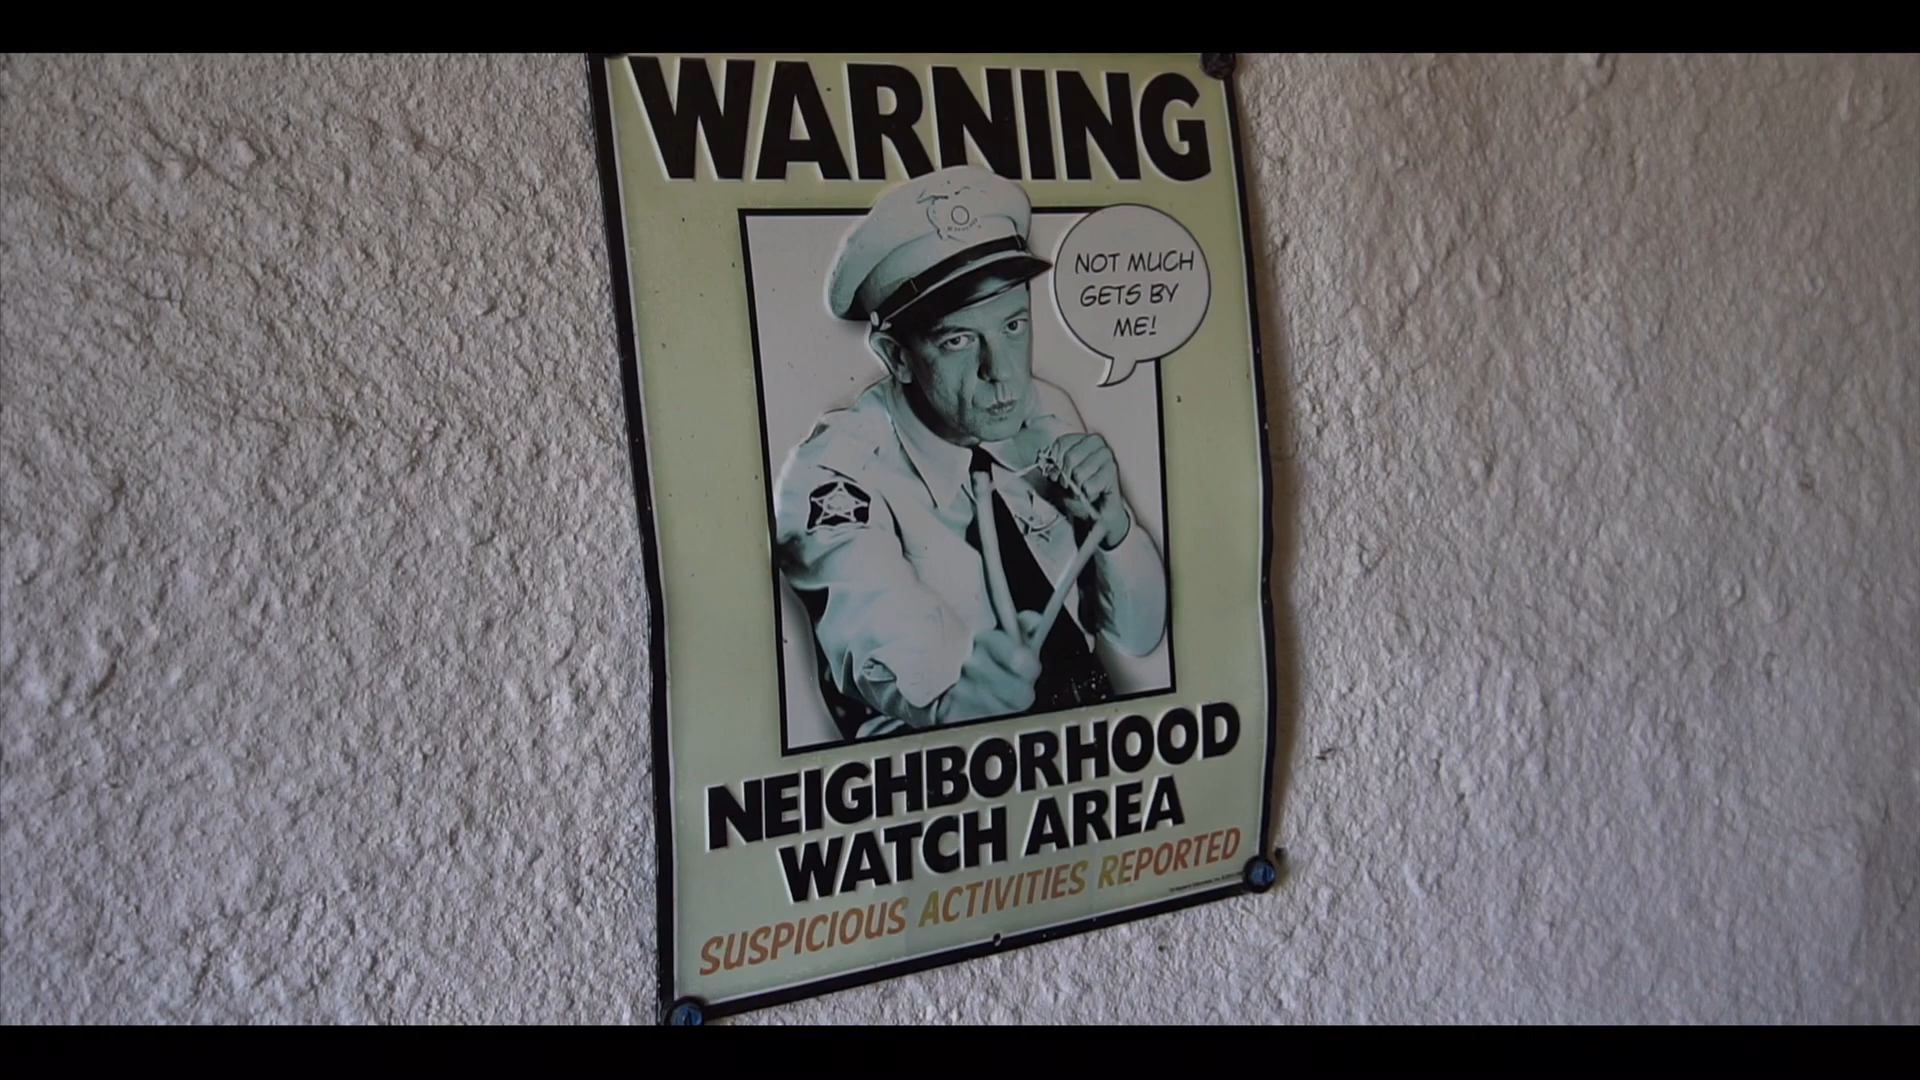 WARNING
NOT MUCH
GETS BY
ME!
NEIGHBORHOOD
WATCH AREA
SUSPICIOUS ACTIVITIES REPORTED